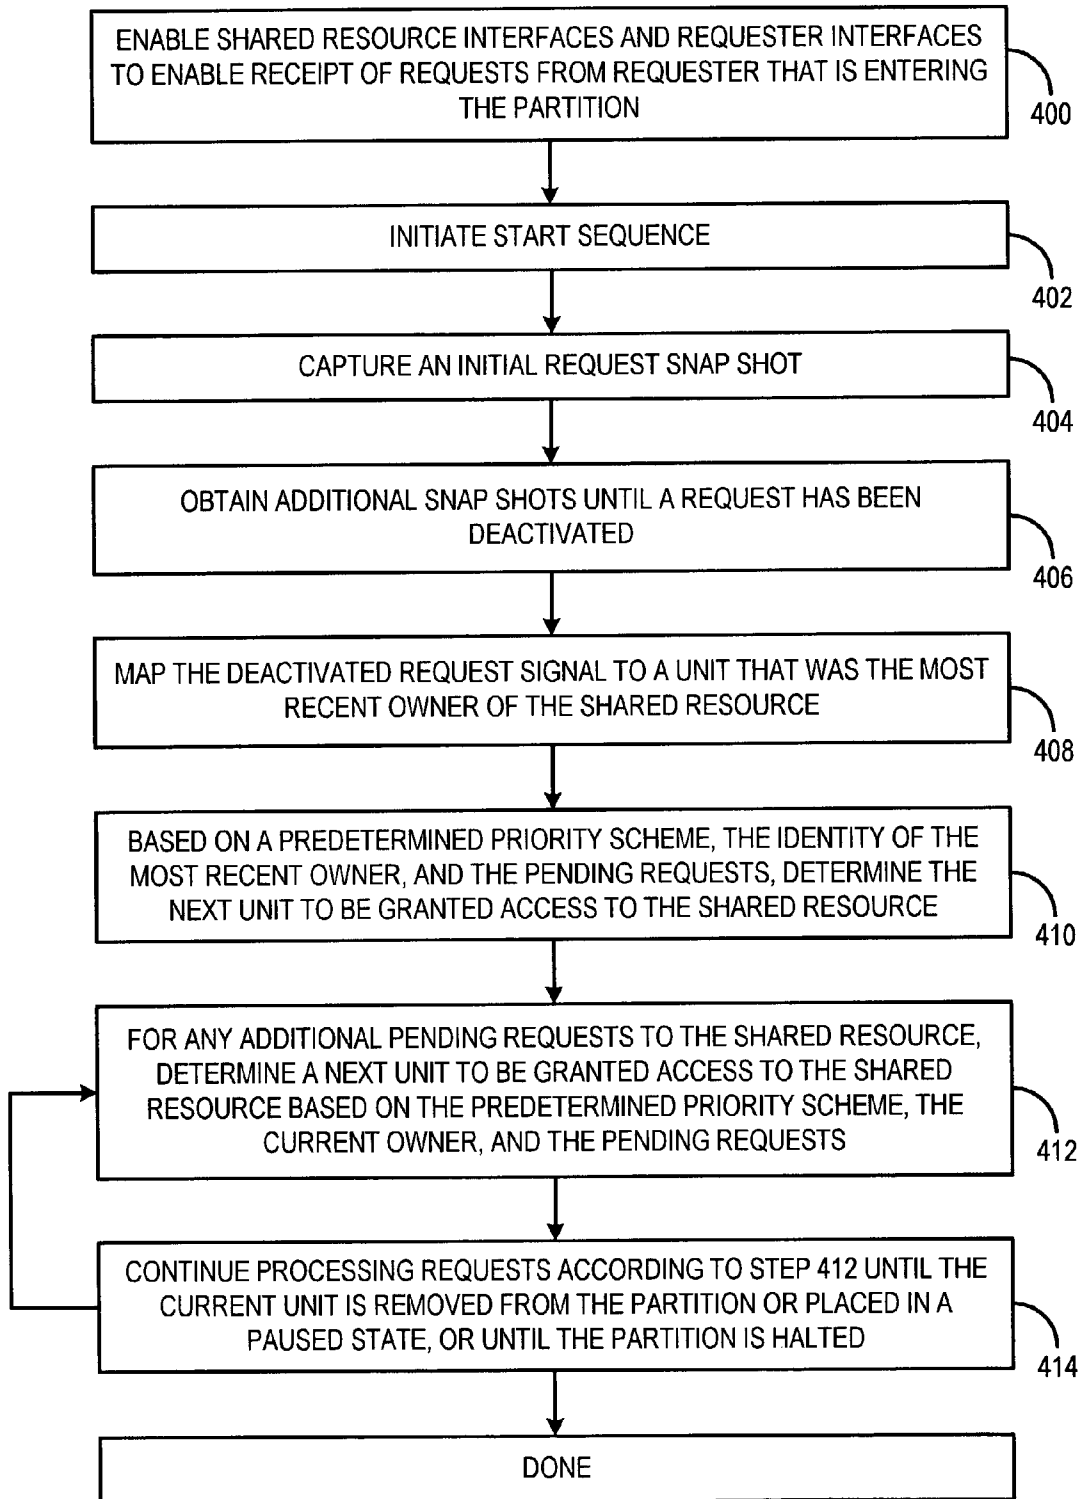 ENABLE SHARED RESOURCE INTERFACES AND REQUESTER INTERFACES
TO ENABLE RECEIPT OF REQUESTS FROM REQUESTER THAT IS ENTERING
THE PARTITION
400
INITIATE START SEQUENCE
402
CAPTURE AN INITIAL REQUEST SNAP SHOT
404
OBTAIN ADDITIONAL SNAP SHOTS UNTIL A REQUEST HAS BEEN
DEACTIVATED
406
MAP THE DEACTIVATED REQUEST SIGNAL TO A UNIT THAT WAS THE MOST
RECENT OWNER OF THE SHARED RESOURCE
408
BASED ON A PREDETERMINED PRIORITY SCHEME, THE IDENTITY OF THE
MOST RECENT OWNER, AND THE PENDING REQUESTS, DETERMINE THE
NEXT UNIT TO BE GRANTED ACCESS TO THE SHARED RESOURCE
410
FOR ANY ADDITIONAL PENDING REQUESTS TO THE SHARED RESOURCE,
DETERMINE A NEXT UNIT TO BE GRANTED ACCESS TO THE SHARED
RESOURCE BASED ON THE PREDETERMINED PRIORITY SCHEME, THE
CURRENT OWNER, AND THE PENDING REQUESTS
412
CONTINUE PROCESSING REQUESTS ACCORDING TO STEP 412 UNTIL THE
CURRENT UNIT IS REMOVED FROM THE PARTITION OR PLACED IN A
PAUSED STATE, OR UNTIL THE PARTITION IS HALTED
414
DONE